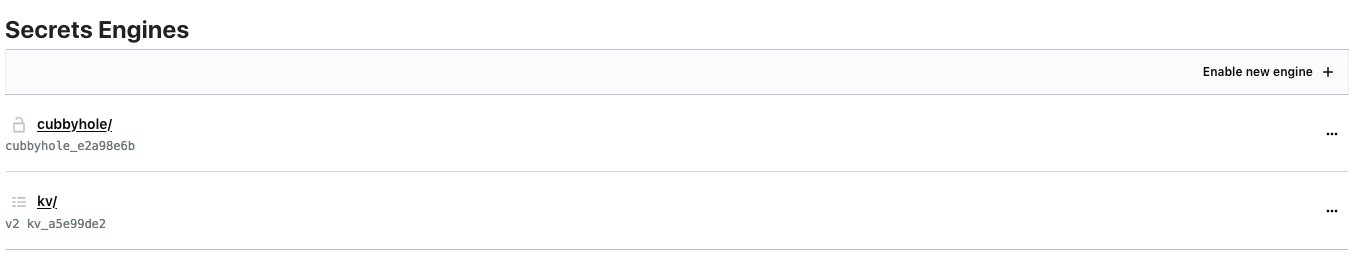 Secrets Engines
Enable new engine +
cubbyhole/
cubbyhole_e2a98e6b
kv/
v2 kv_a5e99de2